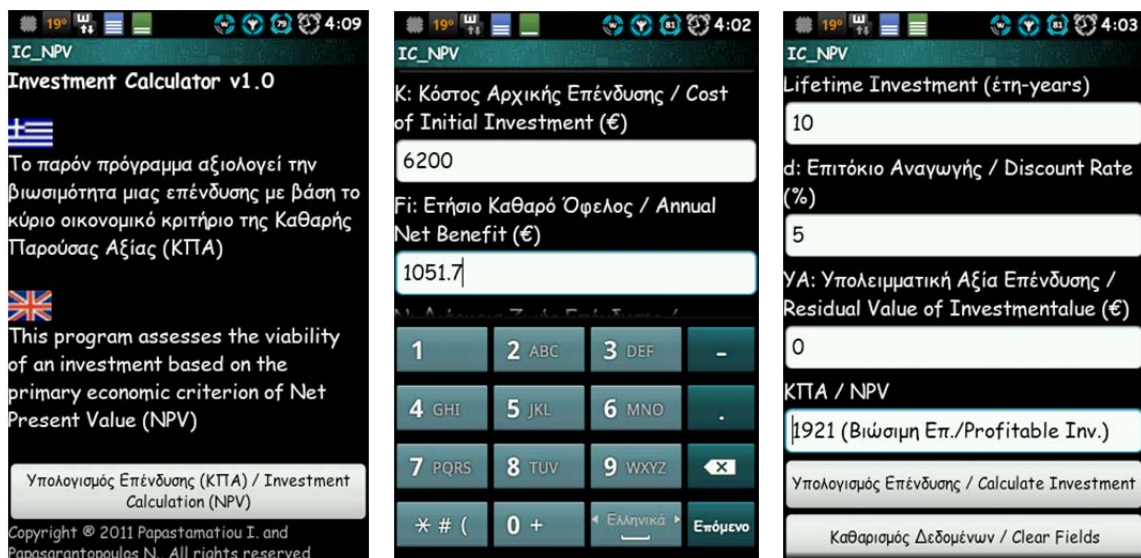 19° 79 4:09
IC_NPV
Investment Calculator v1.0
Το παρόν πρόγραμμα αξιολογεί την
βιωσιμότητα μιας επένδυσης με βάση το
κύριο οικονομικό κριτήριο της Καθαρής
Παρούσας Αξίας (ΚΠΑ)
This program assesses the viability
of an investment based on the
primary economic criterion of Net
Present Value (NPV)
Υπολογισμός Επένδυσης (ΚΠΑ) / Investment
Calculation (NPV)
Copyright ® 2011 Papastamatiou I. and
Papasarantopoulos N.. All rights reserved
19° 81 4:02
IC_NPV
Κ: Κόστος Αρχικής Επένδυσης / Cost
of Initial Investment (€)
6200
Fi: Ετήσιο Καθαρό Όφελος / Annual
Net Benefit (€)
1051.7
1 2 ABC 3 DEF -
4 GHI 5 JKL 6 MNO .
7 PQRS 8 TUV 9 WXYZ
* # ( 0 + Ελληνικά Επόμενο
19° 81 4:03
IC_NPV
Lifetime Investment (έτη-years)
10
d: Επιτόκιο Αναγωγής / Discount Rate
(%)
5
ΥΑ: Υπολειμματική Αξία Επένδυσης /
Residual Value of Investmentalue (€)
0
ΚΠΑ / NPV
1921 (Βιώσιμη Επ./Profitable Inv.)
Υπολογισμός Επένδυσης / Calculate Investment
Καθαρισμός Δεδομένων / Clear Fields